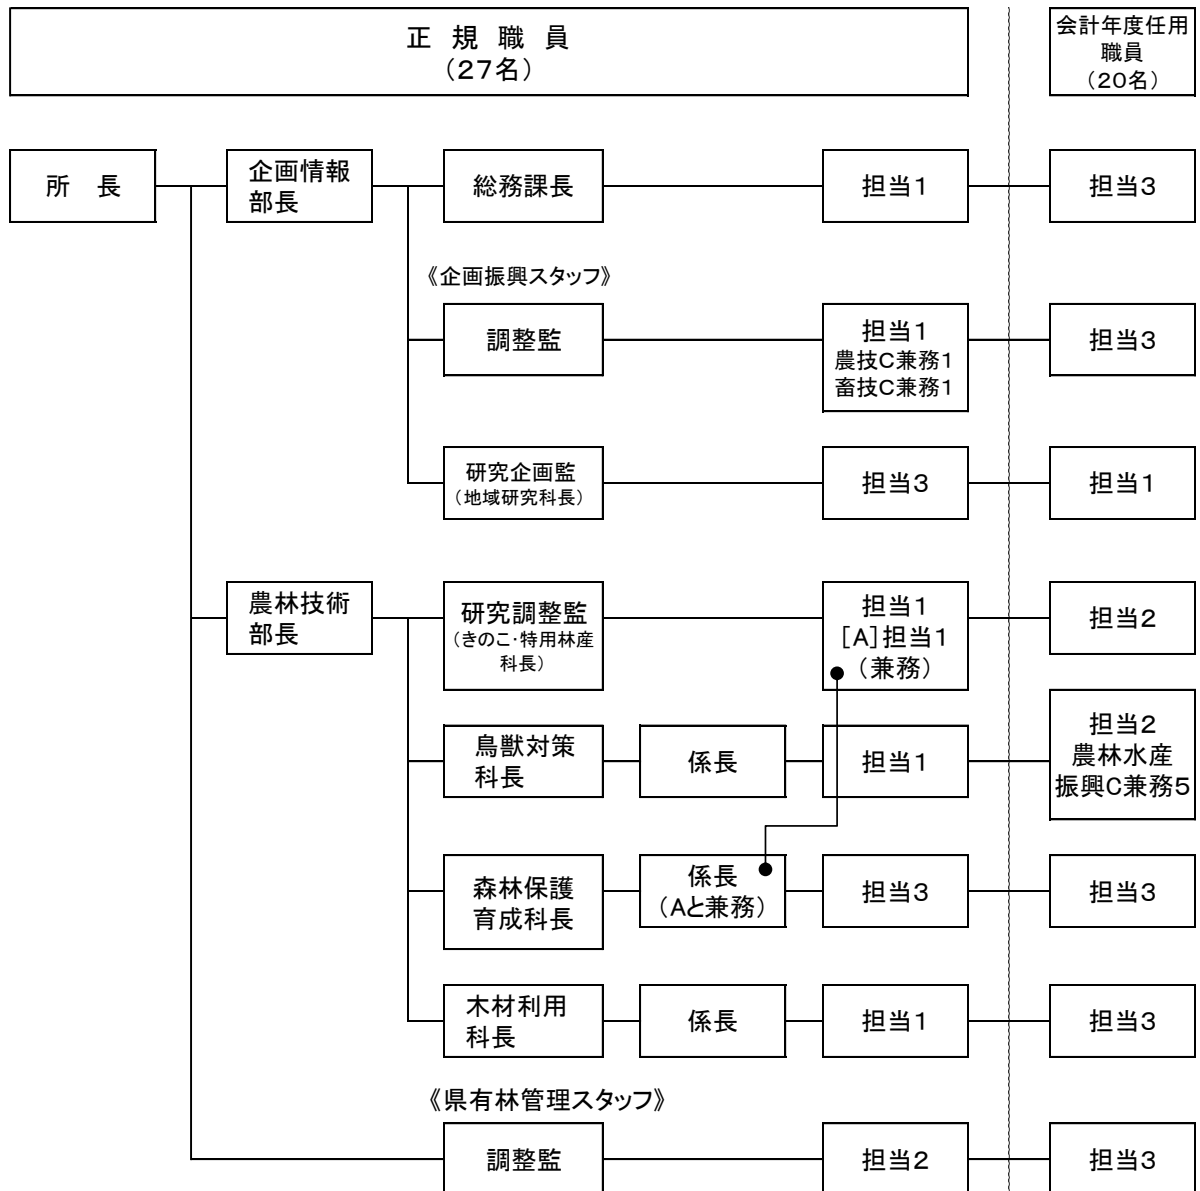 正 規 職 員
（27名）
会計年度任用
職員
（20名）
所 長
企画情報
部長
総務課長
担当1
担当3
《企画振興スタッフ》
調整監
担当1
農技C兼務1
畜技C兼務1
担当3
研究企画監
（地域研究科長）
担当3
担当1
農林技術
部長
研究調整監
（きのこ・特用林産
科長）
担当1
[A]担当1
（兼務）
担当2
鳥獣対策
科長
係長
担当1
担当2
農林水産
振興C兼務5
森林保護
育成科長
係長
（Aと兼務）
担当3
担当3
木材利用
科長
係長
担当1
担当3
《県有林管理スタッフ》
調整監
担当2
担当3